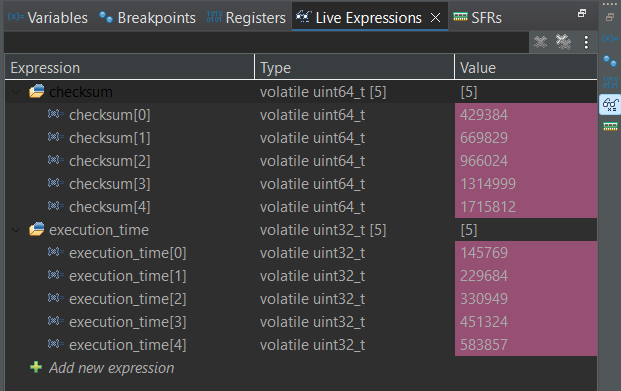 Variables Breakpoints Registers Live Expressions SFRs
Expression Type Value
checksum volatile uint64_t [5] [5]
checksum[0] volatile uint64_t 429384
checksum[1] volatile uint64_t 669829
checksum[2] volatile uint64_t 966024
checksum[3] volatile uint64_t 1314999
checksum[4] volatile uint64_t 1715812
execution_time volatile uint32_t [5] [5]
execution_time[0] volatile uint32_t 145769
execution_time[1] volatile uint32_t 229684
execution_time[2] volatile uint32_t 330949
execution_time[3] volatile uint32_t 451324
execution_time[4] volatile uint32_t 583857
Add new expression